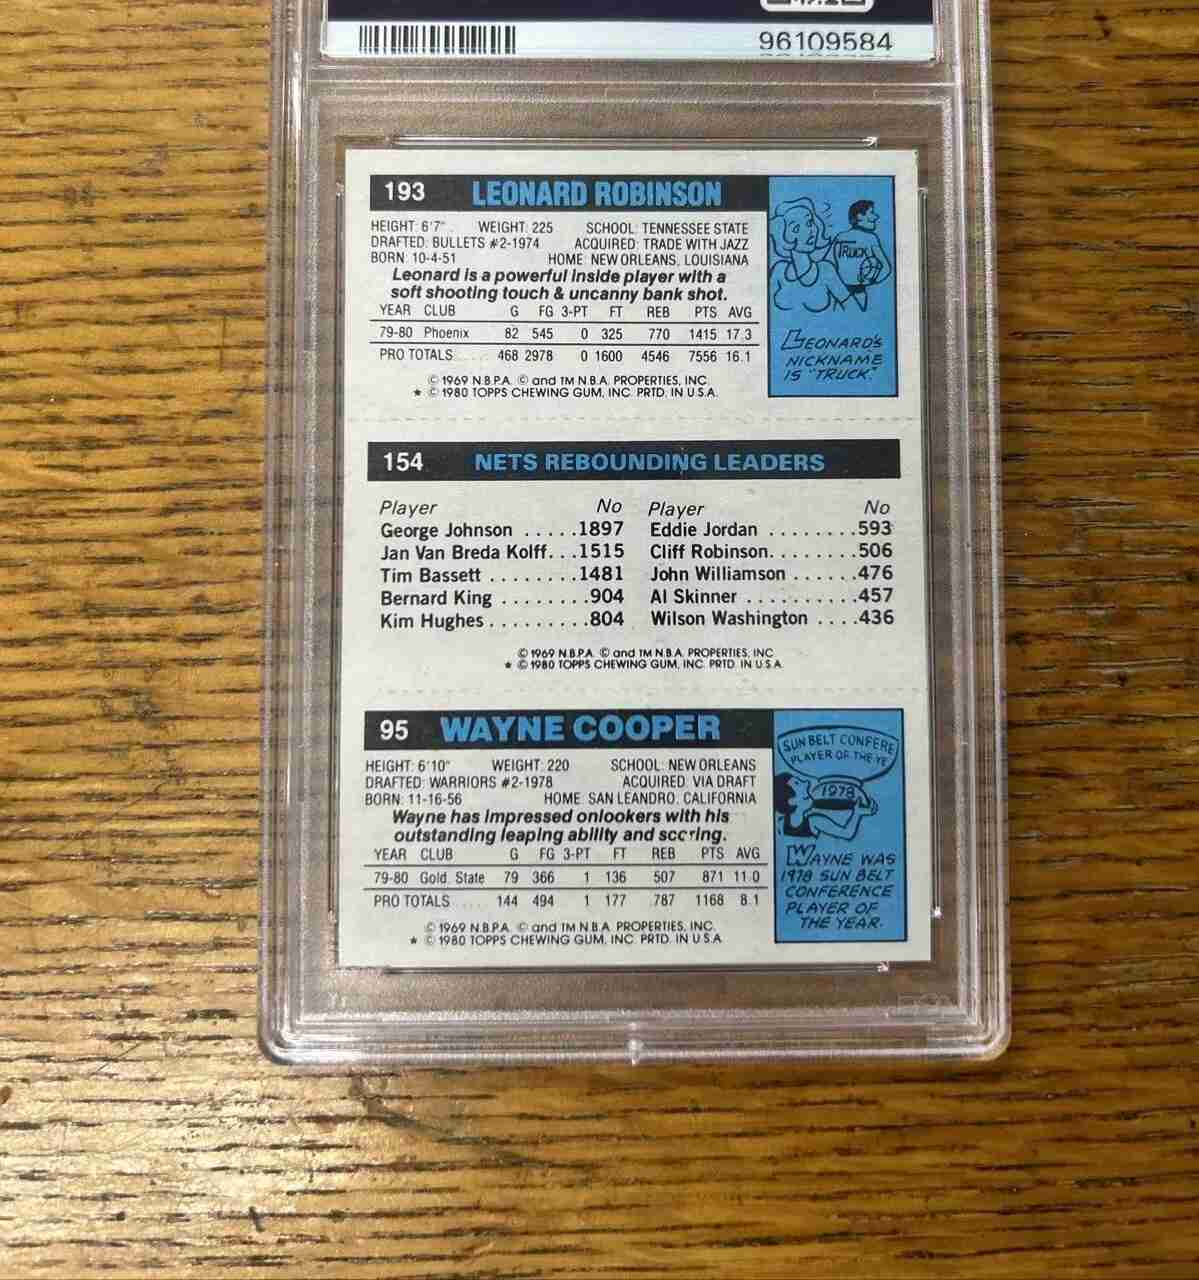 96109584
193 LEONARD ROBINSON
HEIGHT: 6'7" WEIGHT: 225 SCHOOL: TENNESSEE STATE
DRAFTED: BULLETS #2-1974 ACQUIRED: TRADE WITH JAZZ
BORN: 10-4-51 HOME: NEW ORLEANS, LOUISIANA
Leonard is a powerful inside player with a
soft shooting touch & uncanny bank shot.
YEAR CLUB G FG 3-PT FT REB PTS AVG
79-80 Phoenix 82 545 0 325 770 1415 17.3
PRO TOTALS..... 468 2978 0 1600 4546 7556 16.1
© 1969 N.B.P.A. © and TM N.B.A. PROPERTIES, INC.
★ © 1980 TOPPS CHEWING GUM, INC. PRTD. IN U.S.A.
TRUCK
LEONARD'S
NICKNAME
IS "TRUCK."
154 NETS REBOUNDING LEADERS
Player No Player No
George Johnson .....1897 Eddie Jordan ........593
Jan Van Breda Kolff...1515 Cliff Robinson........506
Tim Bassett ........1481 John Williamson ......476
Bernard King ........904 Al Skinner ..........457
Kim Hughes.........804 Wilson Washington ....436
© 1969 N.B.P.A. © and TM N.B.A. PROPERTIES, INC
★ © 1980 TOPPS CHEWING GUM, INC. PRTD. IN U.S.A.
95 WAYNE COOPER
HEIGHT: 6'10" WEIGHT: 220 SCHOOL: NEW ORLEANS
DRAFTED: WARRIORS #2-1978 ACQUIRED: VIA DRAFT
BORN: 11-16-56 HOME: SAN LEANDRO, CALIFORNIA
Wayne has impressed onlookers with his
outstanding leaping ability and scoring.
YEAR CLUB G FG 3-PT FT REB PTS AVG
79-80 Gold. State 79 366 1 136 507 871 11.0
PRO TOTALS..... 144 494 1 177 787 1168 8.1
© 1969 N.B.P.A. © and TM N.B.A. PROPERTIES, INC.
★ © 1980 TOPPS CHEWING GUM, INC. PRTD. IN U.S.A.
SUN BELT CONFERE
PLAYER OF THE YE
1978
WAYNE WAS
1978 SUN BELT
CONFERENCE
PLAYER OF
THE YEAR.